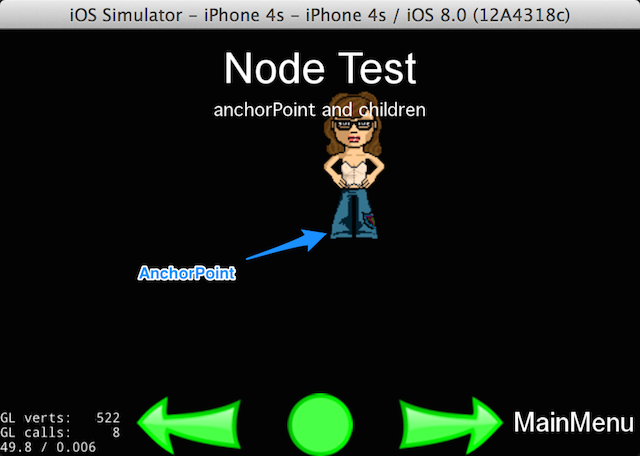 iOS Simulator – iPhone 4s – iPhone 4s / iOS 8.0 (12A4318c)
Node Test
anchorPoint and children
AnchorPoint
GL verts: 522
GL calls: 8
49.8 / 0.006
MainMenu